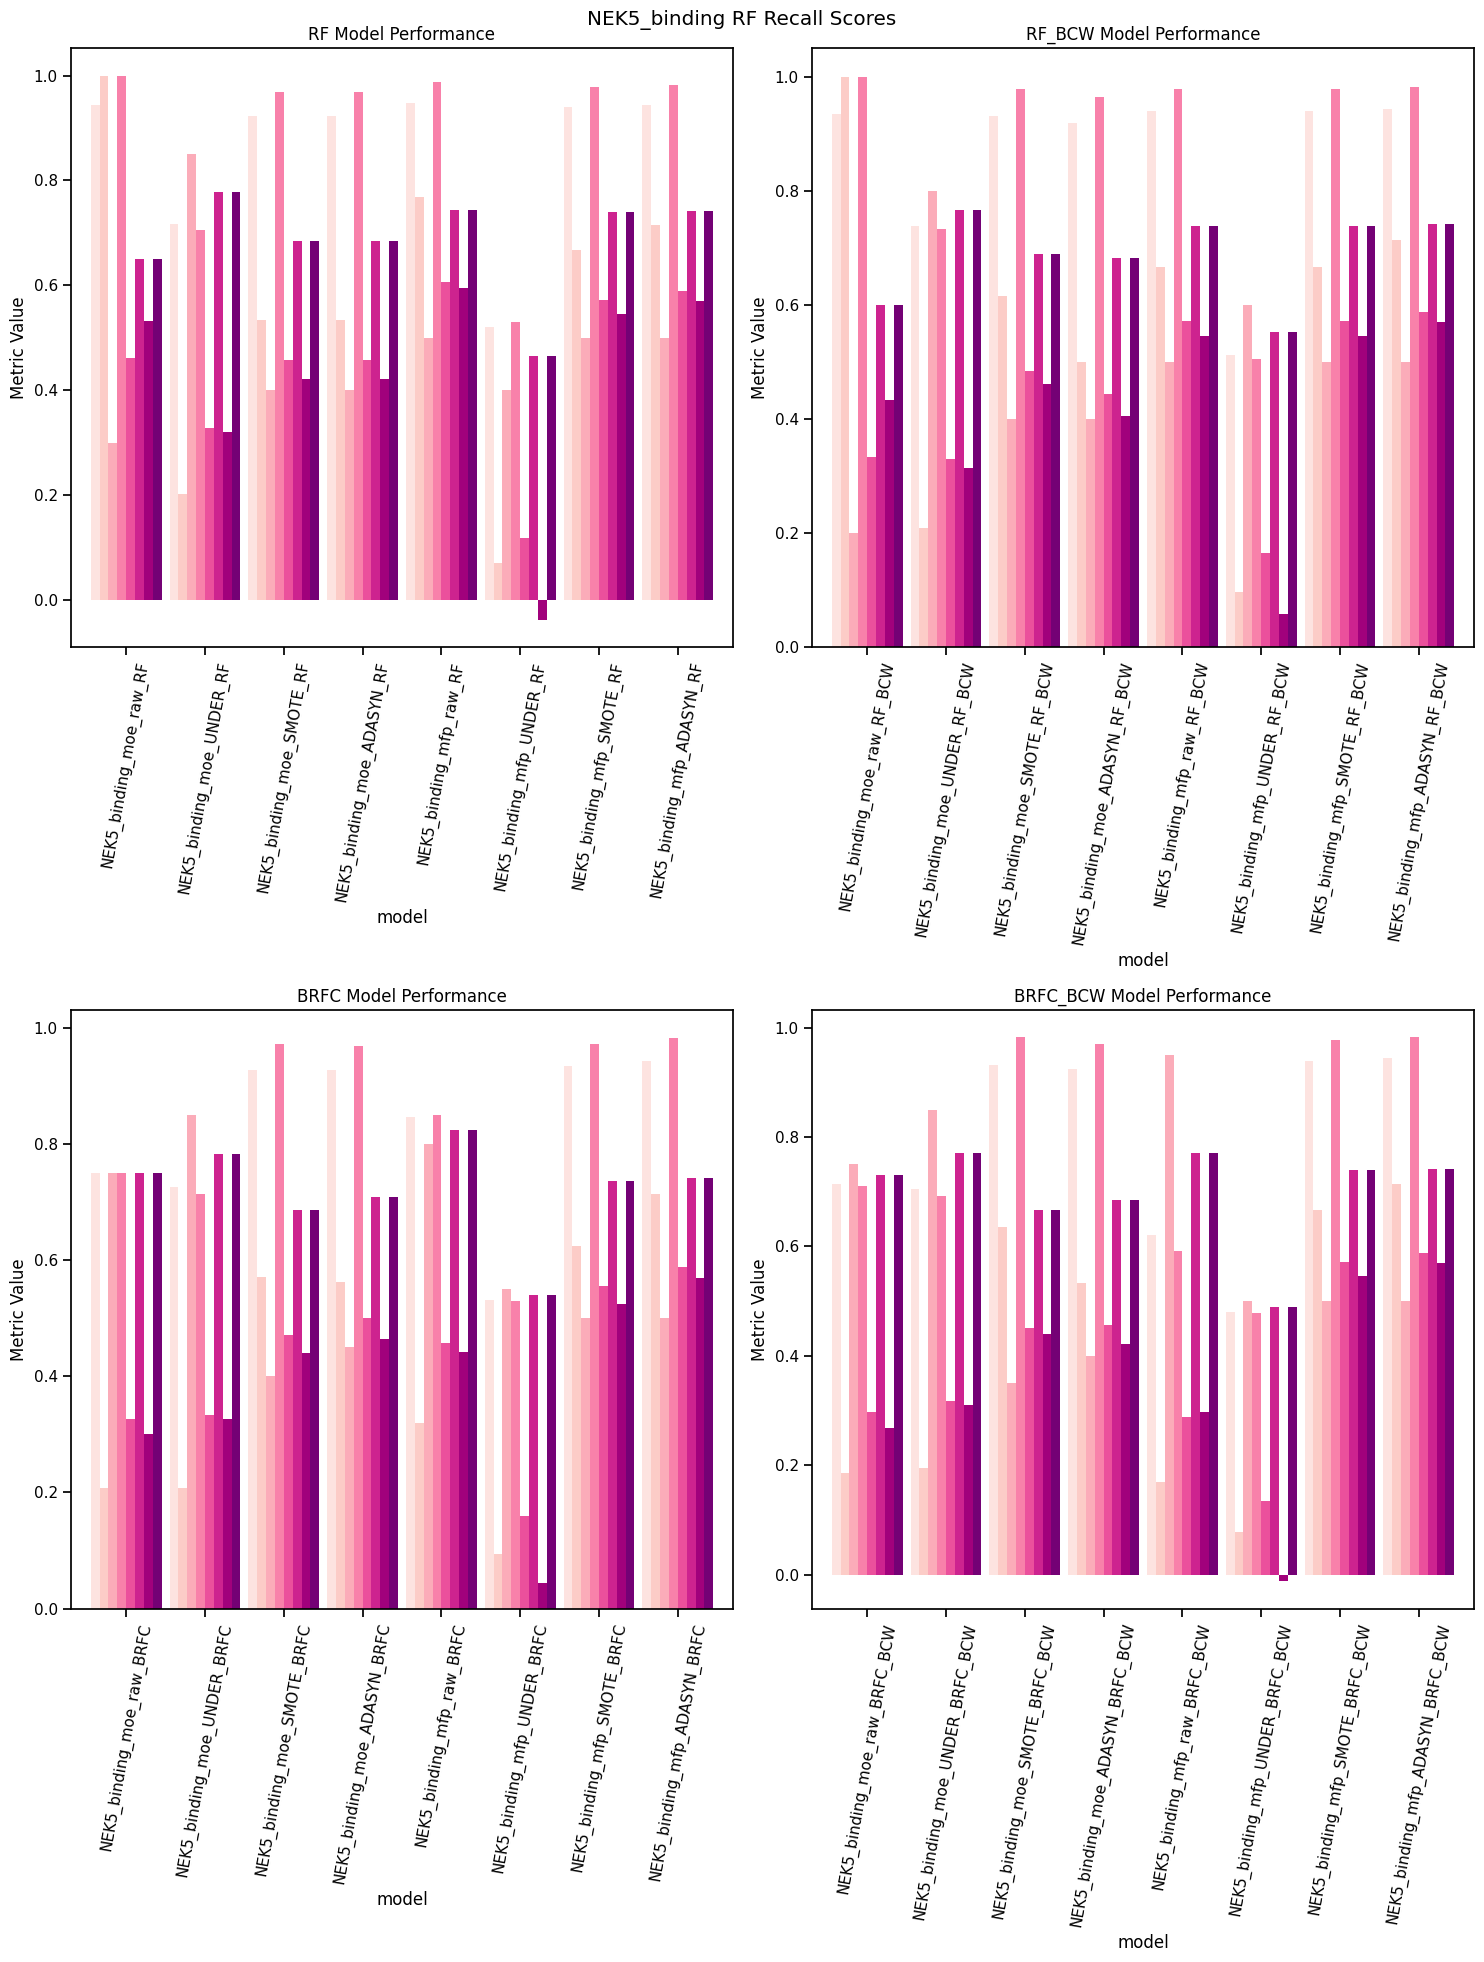 NEK5_binding RF Recall Scores
RF Model Performance
Metric Value
1.0
0.8
0.6
0.4
0.2
0.0
NEK5_binding_moe_raw_RF
NEK5_binding_moe_UNDER_RF
NEK5_binding_moe_SMOTE_RF
NEK5_binding_moe_ADASYN_RF
NEK5_binding_mfp_raw_RF
NEK5_binding_mfp_UNDER_RF
NEK5_binding_mfp_SMOTE_RF
NEK5_binding_mfp_ADASYN_RF
model
RF_BCW Model Performance
Metric Value
1.0
0.8
0.6
0.4
0.2
0.0
NEK5_binding_moe_raw_RF_BCW
NEK5_binding_moe_UNDER_RF_BCW
NEK5_binding_moe_SMOTE_RF_BCW
NEK5_binding_moe_ADASYN_RF_BCW
NEK5_binding_mfp_raw_RF_BCW
NEK5_binding_mfp_UNDER_RF_BCW
NEK5_binding_mfp_SMOTE_RF_BCW
NEK5_binding_mfp_ADASYN_RF_BCW
model
BRFC Model Performance
Metric Value
1.0
0.8
0.6
0.4
0.2
0.0
NEK5_binding_moe_raw_BRFC
NEK5_binding_moe_UNDER_BRFC
NEK5_binding_moe_SMOTE_BRFC
NEK5_binding_moe_ADASYN_BRFC
NEK5_binding_mfp_raw_BRFC
NEK5_binding_mfp_UNDER_BRFC
NEK5_binding_mfp_SMOTE_BRFC
NEK5_binding_mfp_ADASYN_BRFC
model
BRFC_BCW Model Performance
Metric Value
1.0
0.8
0.6
0.4
0.2
0.0
NEK5_binding_moe_raw_BRFC_BCW
NEK5_binding_moe_UNDER_BRFC_BCW
NEK5_binding_moe_SMOTE_BRFC_BCW
NEK5_binding_moe_ADASYN_BRFC_BCW
NEK5_binding_mfp_raw_BRFC_BCW
NEK5_binding_mfp_UNDER_BRFC_BCW
NEK5_binding_mfp_SMOTE_BRFC_BCW
NEK5_binding_mfp_ADASYN_BRFC_BCW
model